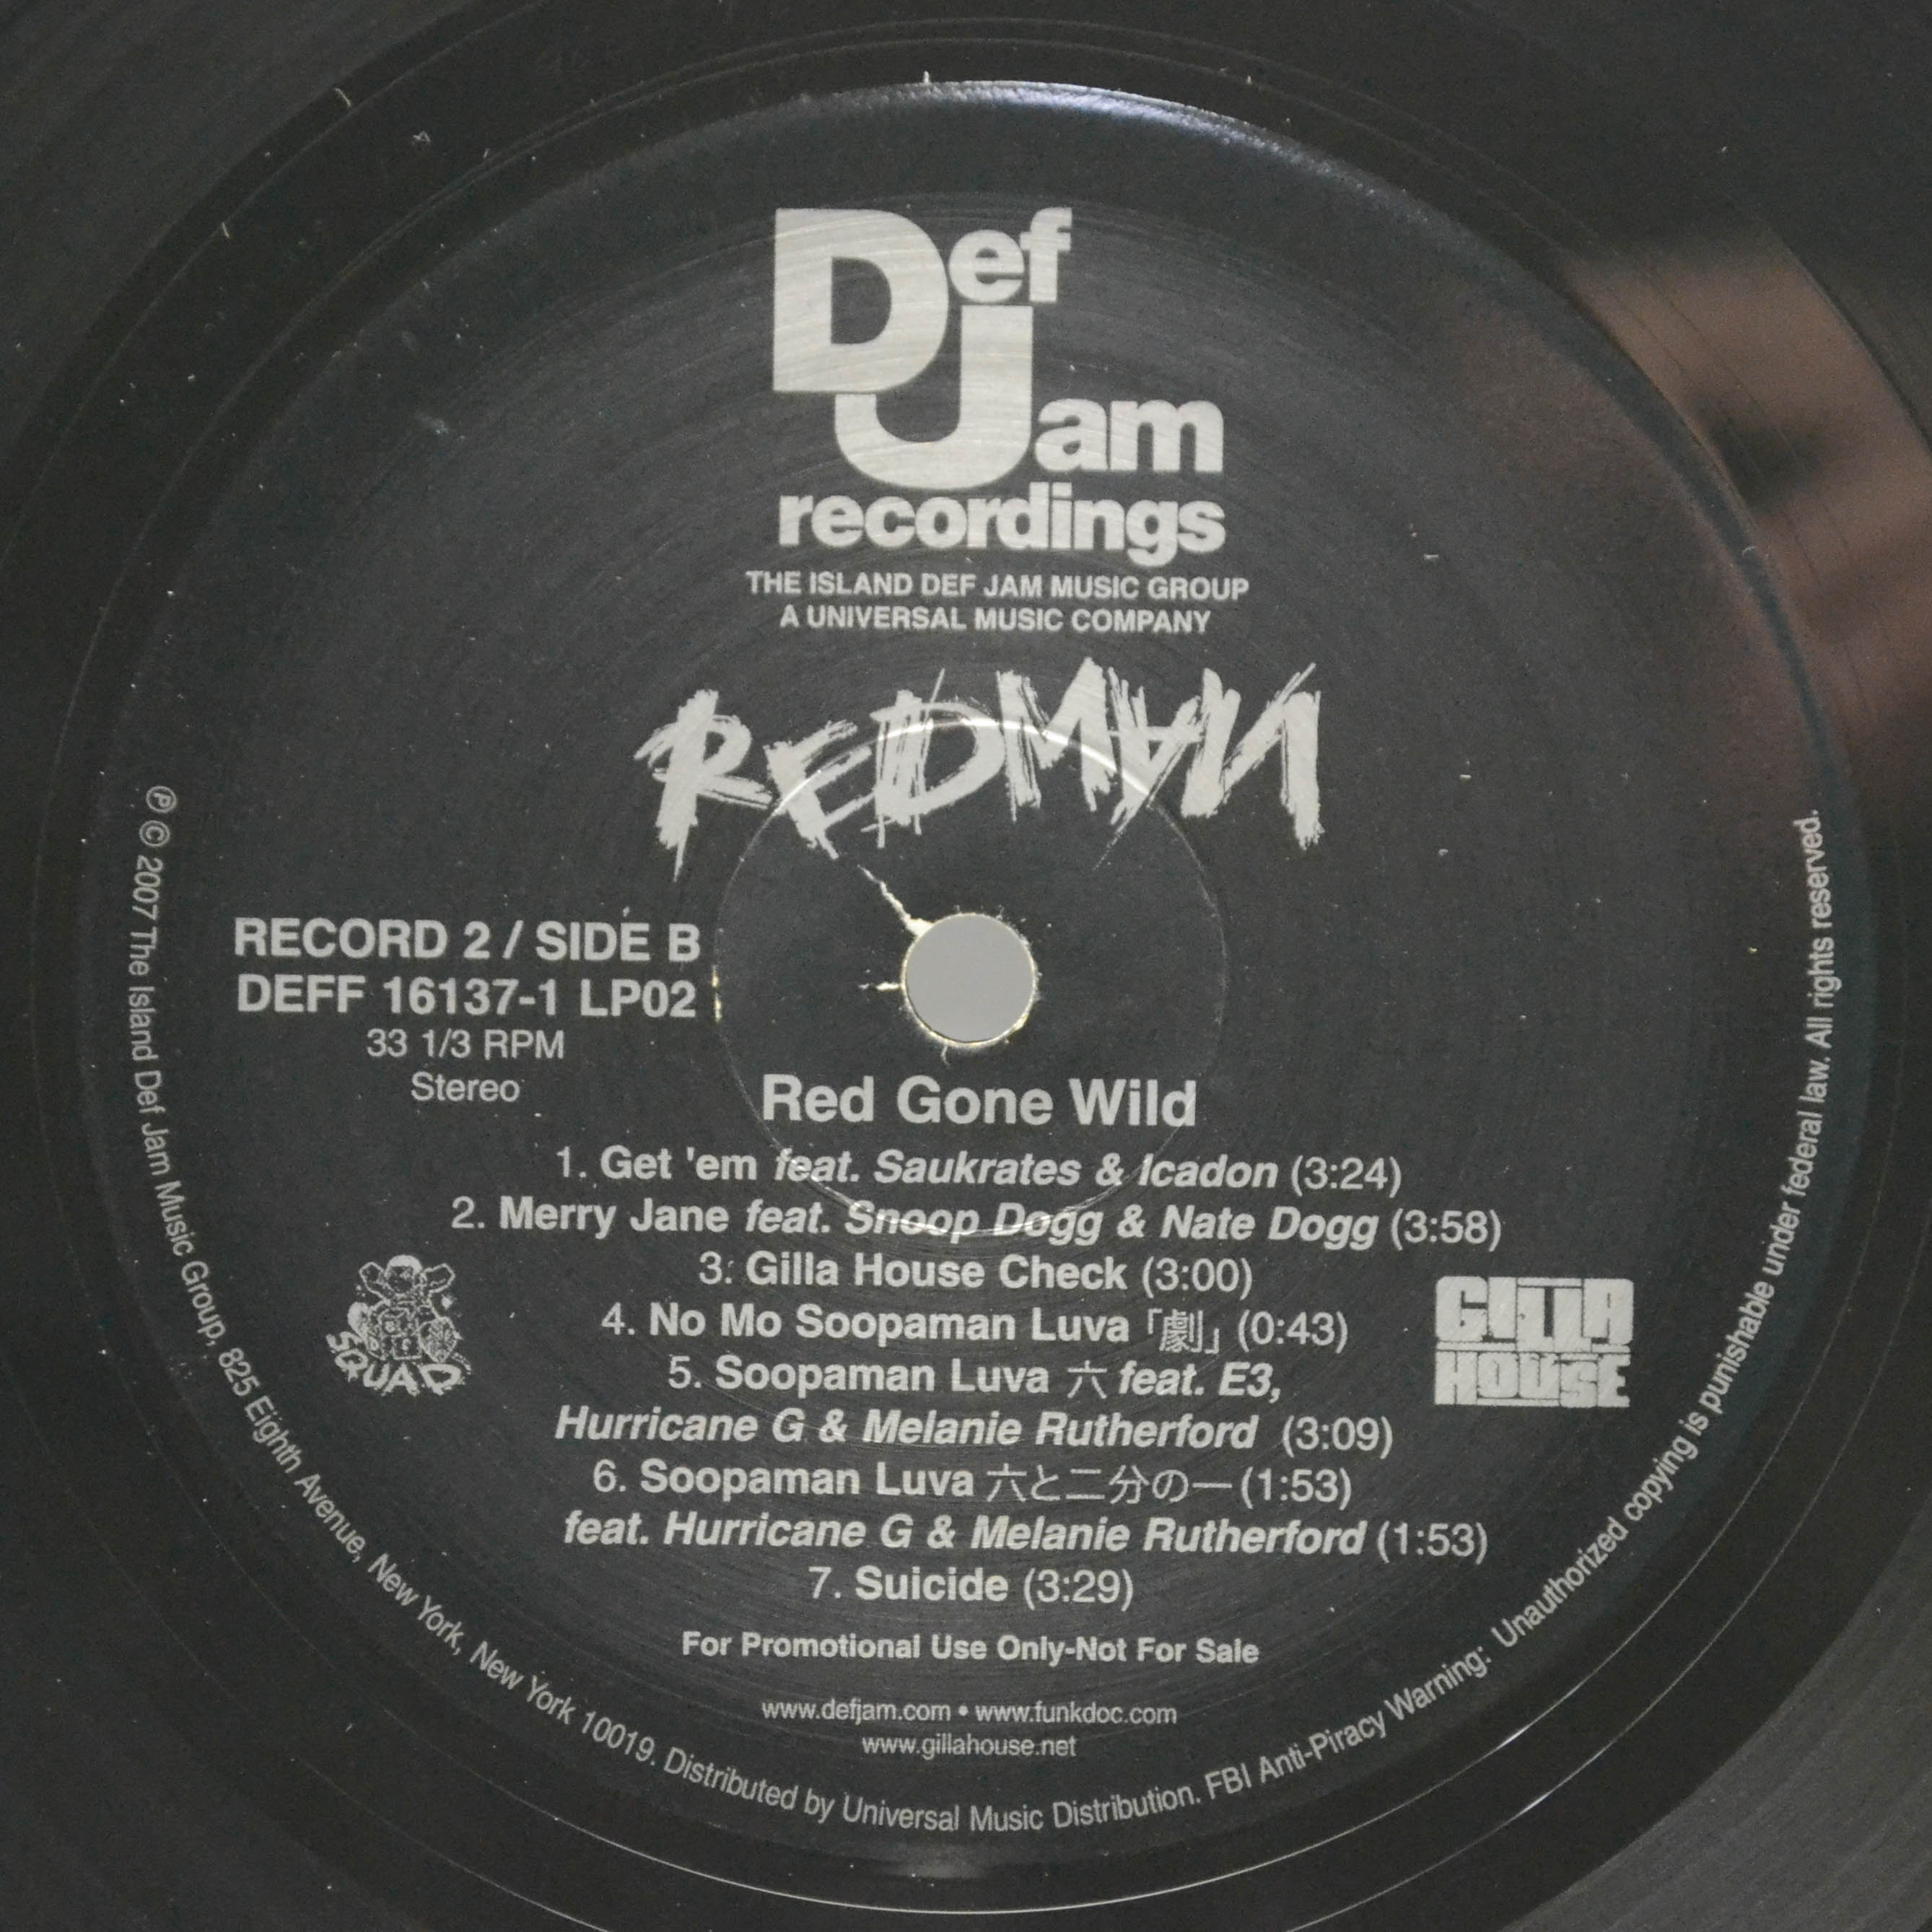 Def Jam
recordings
THE ISLAND DEF JAM MUSIC GROUP
A UNIVERSAL MUSIC COMPANY
REDMAN
RECORD 2 / SIDE B
DEFF 16137-1 LP02
33 1/3 RPM
Stereo
Red Gone Wild
1. Get 'em feat. Saukrates & Icadon (3:24)
2. Merry Jane feat. Snoop Dogg & Nate Dogg (3:58)
3. Gilla House Check (3:00)
4. No Mo Soopaman Luva「劇」(0:43)
5. Soopaman Luva 六 feat. E3,
Hurricane G & Melanie Rutherford (3:09)
6. Soopaman Luva 六と二分の一 (1:53)
feat. Hurricane G & Melanie Rutherford (1:53)
7. Suicide (3:29)
For Promotional Use Only-Not For Sale
www.defjam.com • www.funkdoc.com
www.gillahouse.net
DEF
SQUAD
GILLA
HOUSE
℗ © 2007 The Island Def Jam Music Group, 825 Eighth Avenue, New York, New York 10019. Distributed by Universal Music Distribution. FBI Anti-Piracy Warning: Unauthorized copying is punishable under federal law. All rights reserved.